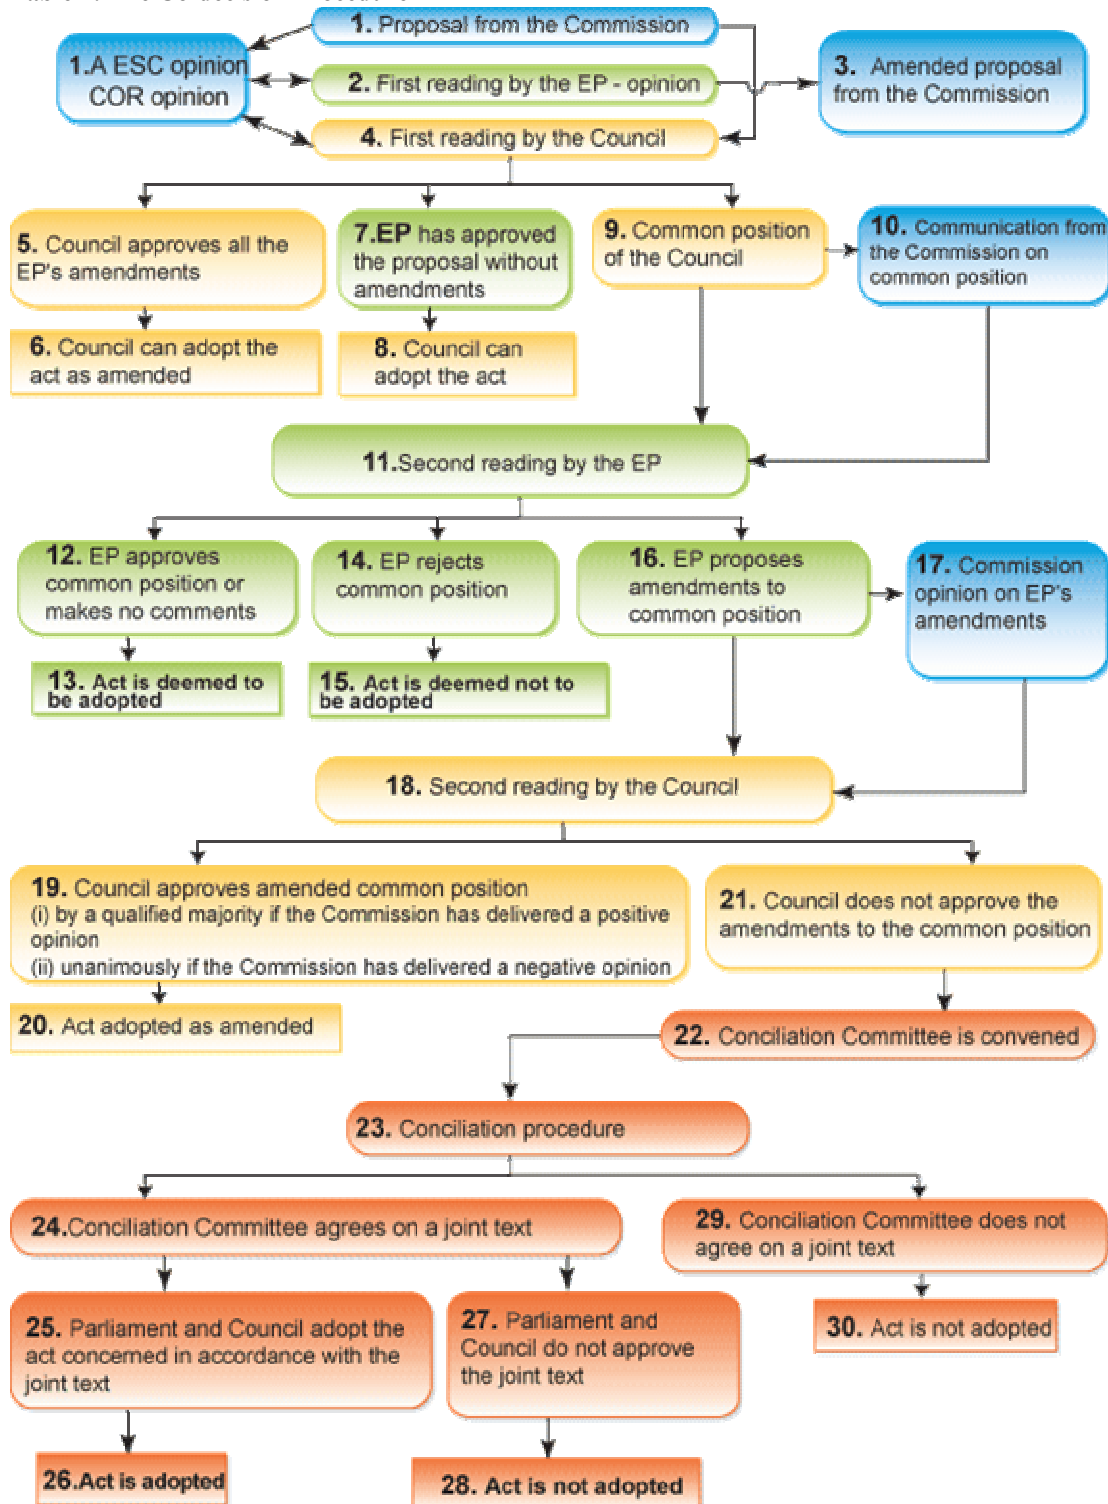 1. Proposal from the Commission
1.A ESC opinion
COR opinion
2. First reading by the EP - opinion
3. Amended proposal
from the Commission
4. First reading by the Council
5. Council approves all the
EP's amendments
7.EP has approved
the proposal without
amendments
9. Common position
of the Council
10. Communication from
the Commission on
common position
6. Council can adopt the
act as amended
8. Council can
adopt the act
11.Second reading by the EP
12. EP approves
common position or
makes no comments
14. EP rejects
common position
16. EP proposes
amendments to
common position
17. Commission
opinion on EP's
amendments
13. Act is deemed to
be adopted
15. Act is deemed not to
be adopted
18. Second reading by the Council
19. Council approves amended common position
(i) by a qualified majority if the Commission has delivered a positive
opinion
(ii) unanimously if the Commission has delivered a negative opinion
21. Council does not approve the
amendments to the common position
20. Act adopted as amended
22. Conciliation Committee is convened
23. Conciliation procedure
24.Conciliation Committee agrees on a joint text
29. Conciliation Committee does not
agree on a joint text
25. Parliament and Council adopt the
act concerned in accordance with the
joint text
27. Parliament and
Council do not approve
the joint text
30. Act is not adopted
26.Act is adopted
28. Act is not adopted